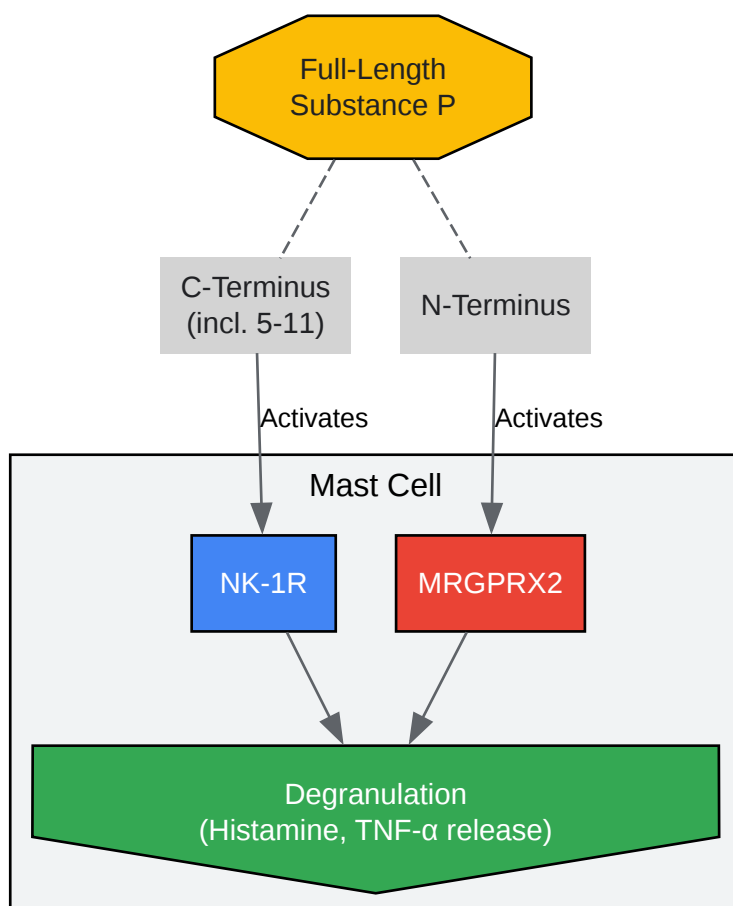 Full-Length
Substance P
C-Terminus
(incl. 5-11)
N-Terminus
Activates
Activates
Mast Cell
NK-1R
MRGPRX2
Degranulation
(Histamine, TNF-α release)